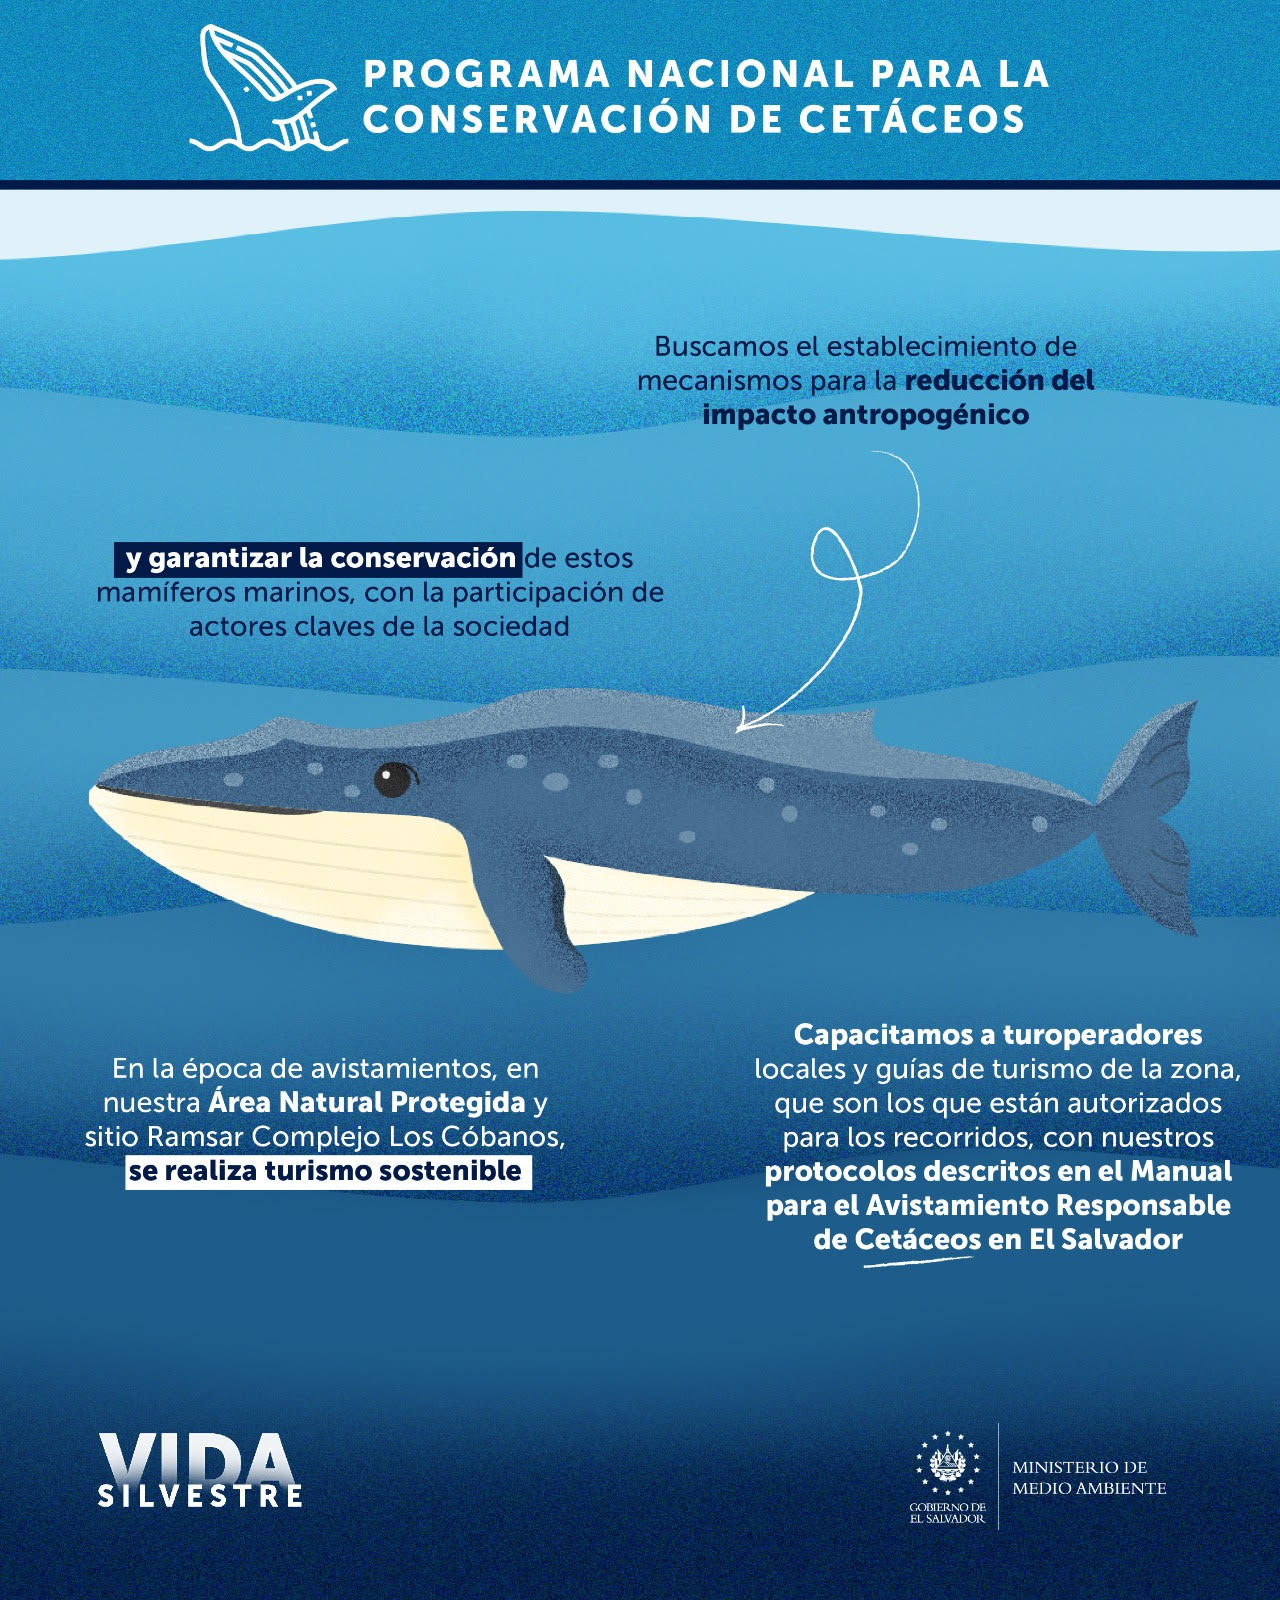 PROGRAMA NACIONAL PARA LA
CONSERVACIÓN DE CETÁCEOS
Buscamos el establecimiento de
mecanismos para la reducción del
impacto antropogénico
y garantizar la conservación de estos
mamíferos marinos, con la participación de
actores claves de la sociedad
En la época de avistamientos, en
nuestra Área Natural Protegida y
sitio Ramsar Complejo Los Cóbanos,
se realiza turismo sostenible
Capacitamos a turoperadores
locales y guías de turismo de la zona,
que son los que están autorizados
para los recorridos, con nuestros
protocolos descritos en el Manual
para el Avistamiento Responsable
de Cetáceos en El Salvador
VIDA
SILVESTRE
GOBIERNO DE
EL SALVADOR
MINISTERIO DE
MEDIO AMBIENTE